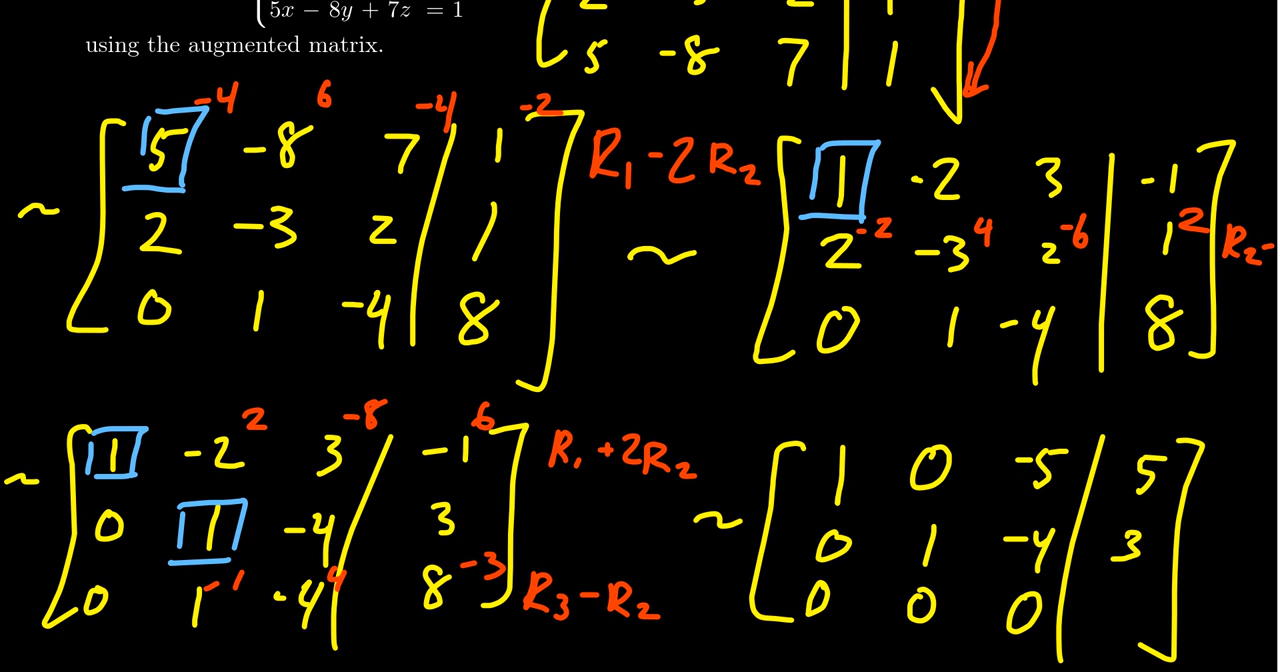 5x − 8y + 7z = 1
using the augmented matrix.
5 -8 7 | 1
-4 6 -4 -2
~ [ 5 -8 7 | 1 ] R₁ -2R₂
2 -3 2 | 1
0 1 -4 | 8
~ [ 1 -2 3 | -1 ]
2 -2 -3 4 2 -6 | 1 2 R₂-
0 1 -4 | 8
2 -8 6
~ [ 1 -2 3 | -1 ] R₁ +2R₂
0 1 -4 | 3
0 1 -1 -4 4 | 8 -3 R₃ - R₂
~ [ 1 0 -5 | 5 ]
0 1 -4 | 3
0 0 0 |